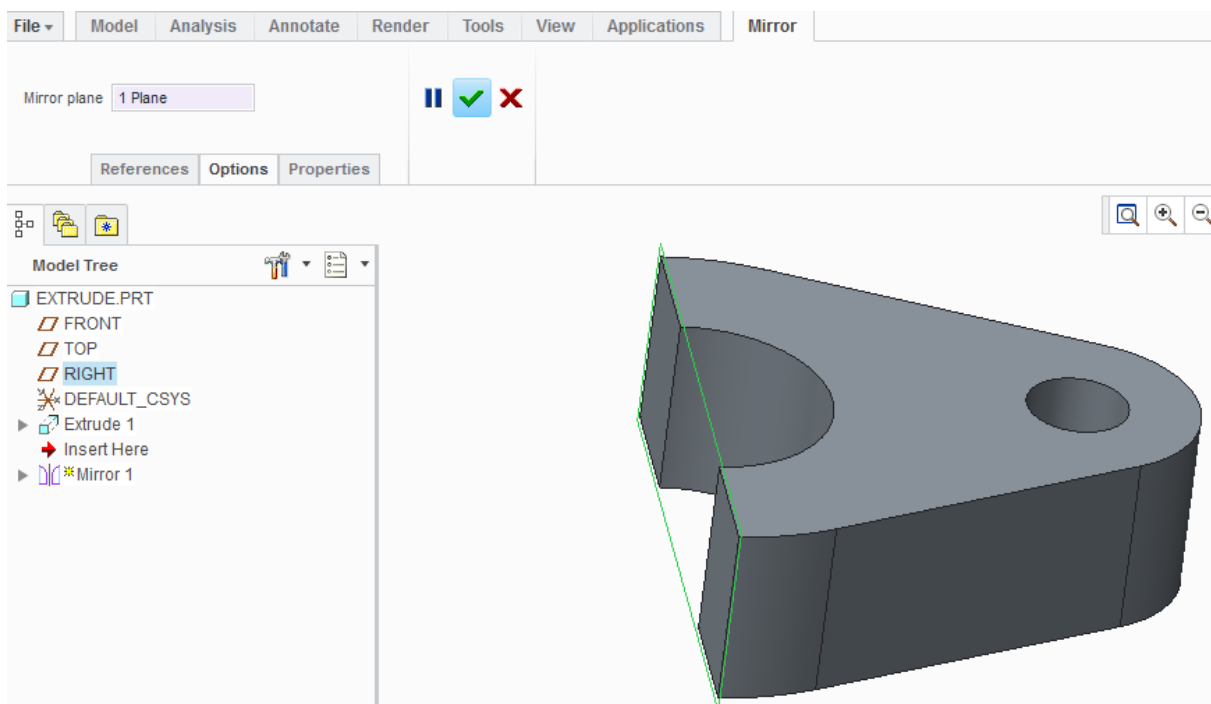 File Model Analysis Annotate Render Tools View Applications Mirror
Mirror plane 1 Plane
References Options Properties
Model Tree
EXTRUDE.PRT
FRONT
TOP
RIGHT
DEFAULT_CSYS
Extrude 1
Insert Here
Mirror 1